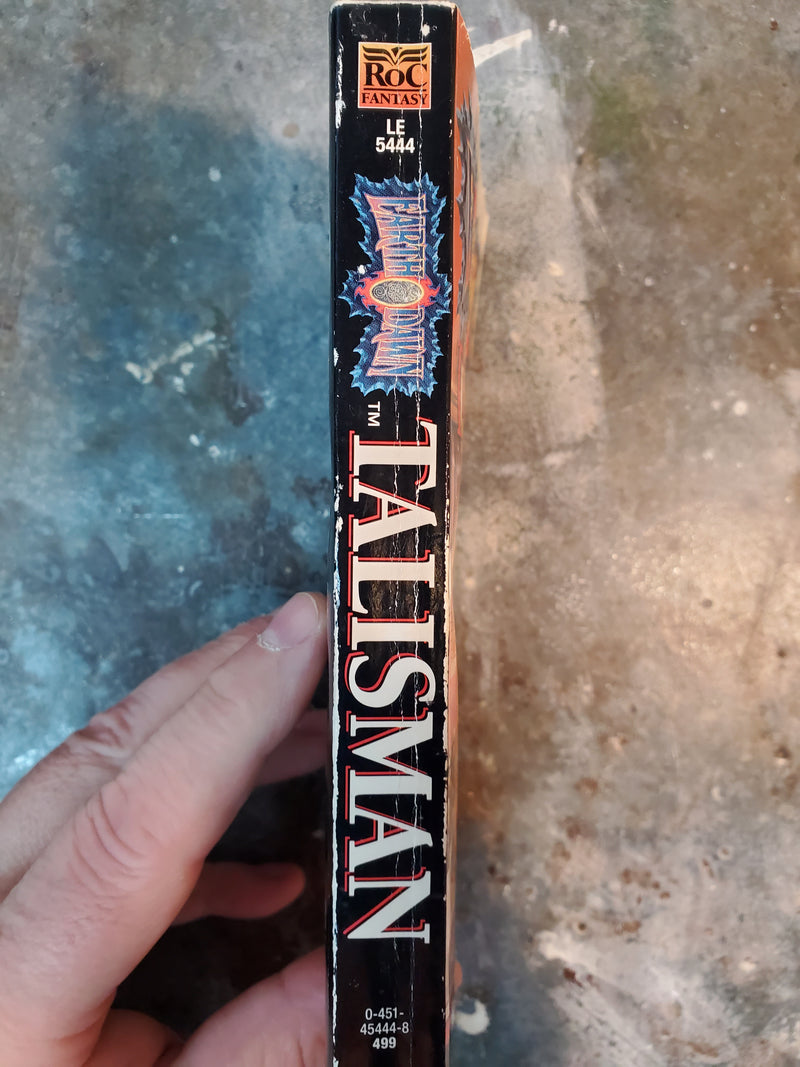 RoC
FANTASY
LE
5444
EARTHDAWN
TM
TALISMAN
0-451-
45444-8
499